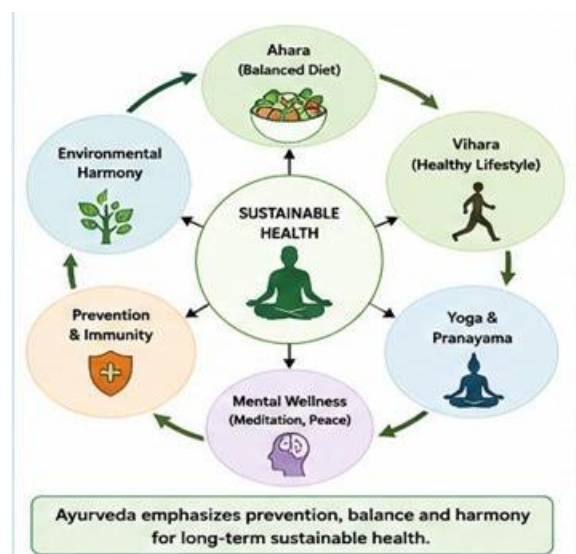 Ahara
(Balanced Diet)
Vihara
(Healthy Lifestyle)
Yoga &
Pranayama
Mental Wellness
(Meditation, Peace)
Prevention
& Immunity
Environmental
Harmony
SUSTAINABLE
HEALTH
Ayurveda emphasizes prevention, balance and harmony
for long-term sustainable health.